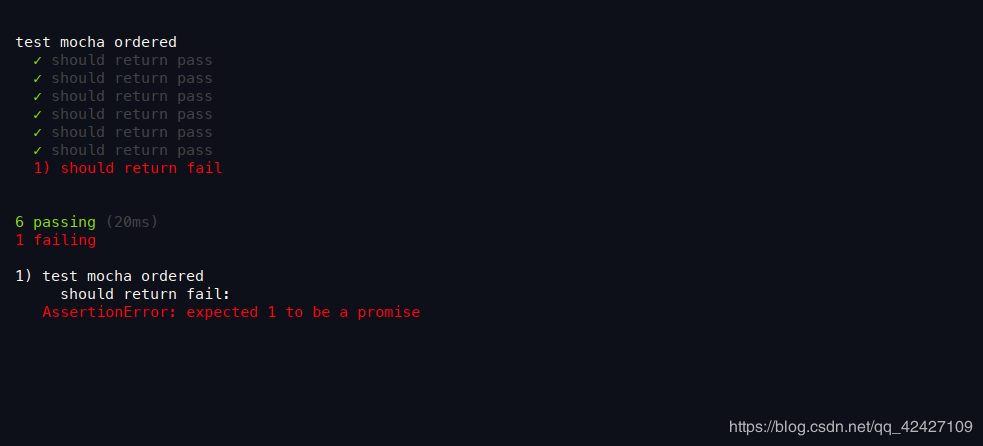 test mocha ordered
✓ should return pass
✓ should return pass
✓ should return pass
✓ should return pass
✓ should return pass
✓ should return pass
1) should return fail
6 passing (20ms)
1 failing
1) test mocha ordered
should return fail:
AssertionError: expected 1 to be a promise
https://blog.csdn.net/qq_42427109